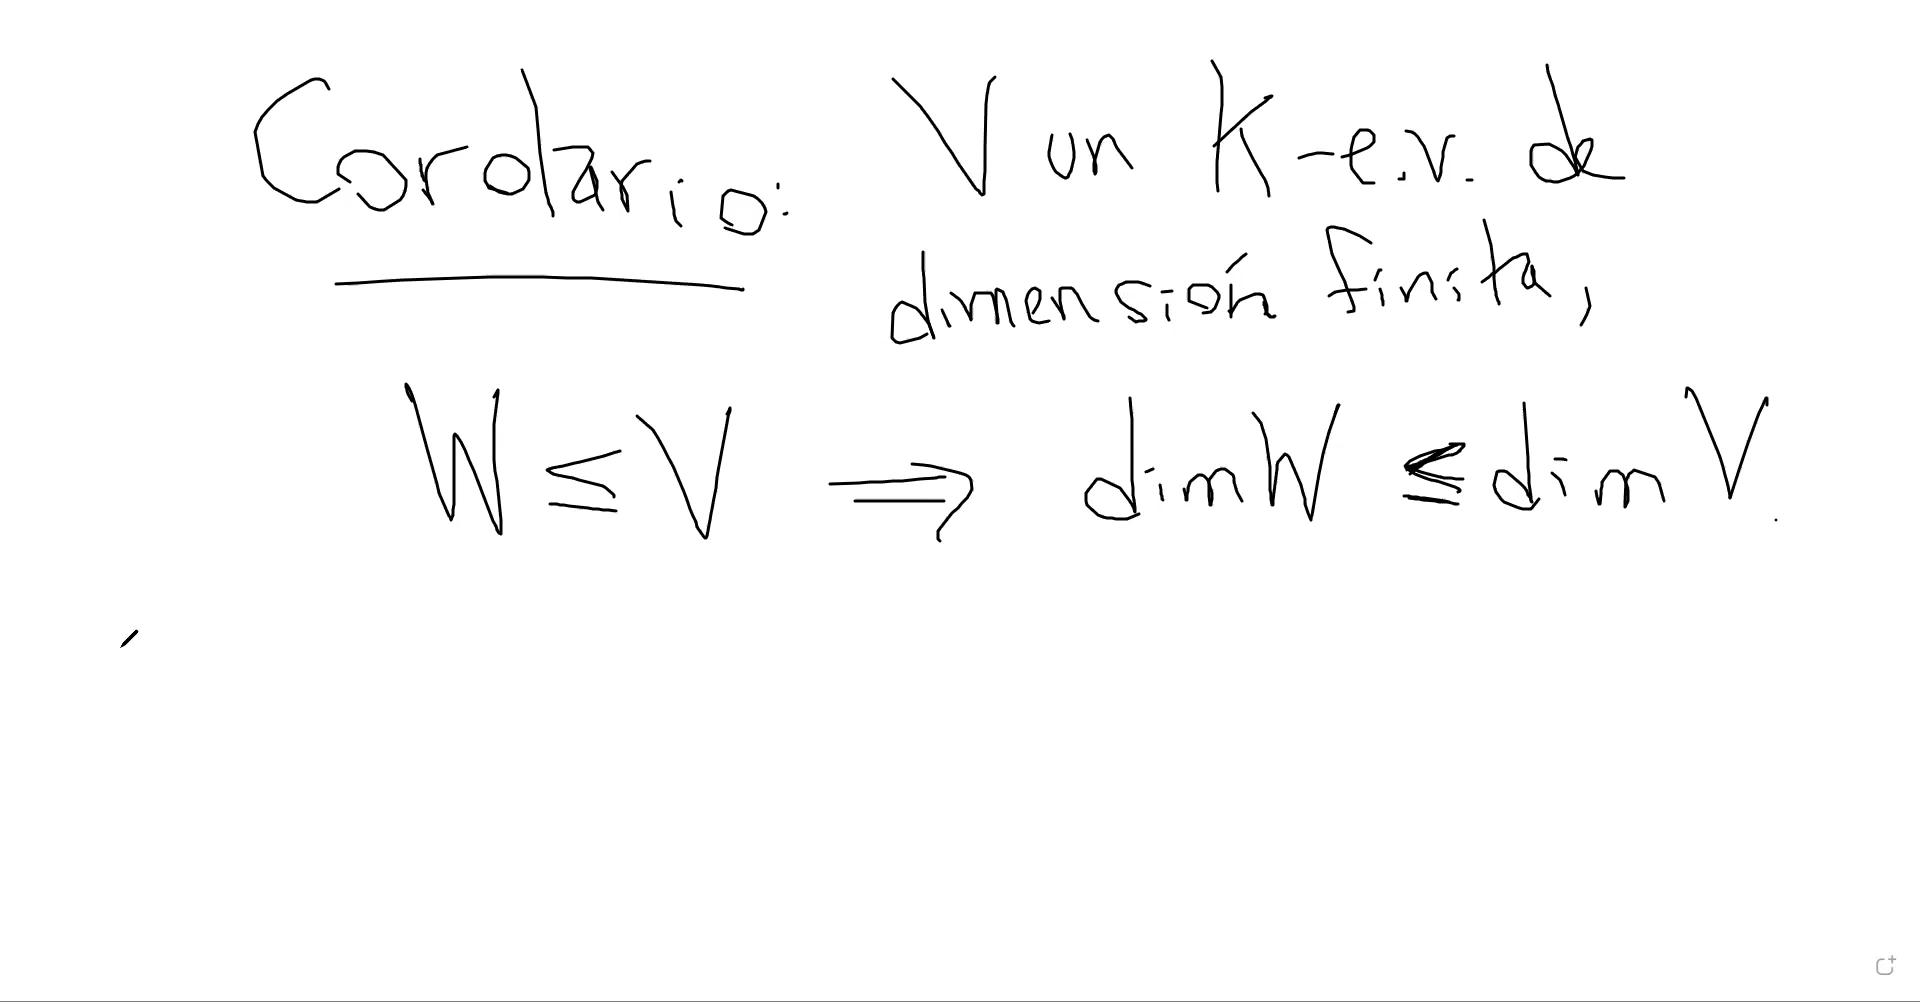 Corolario: V un K-e.v. de
dimensión finita,
W ≤ V ⇒ dim W ≤ dim V.